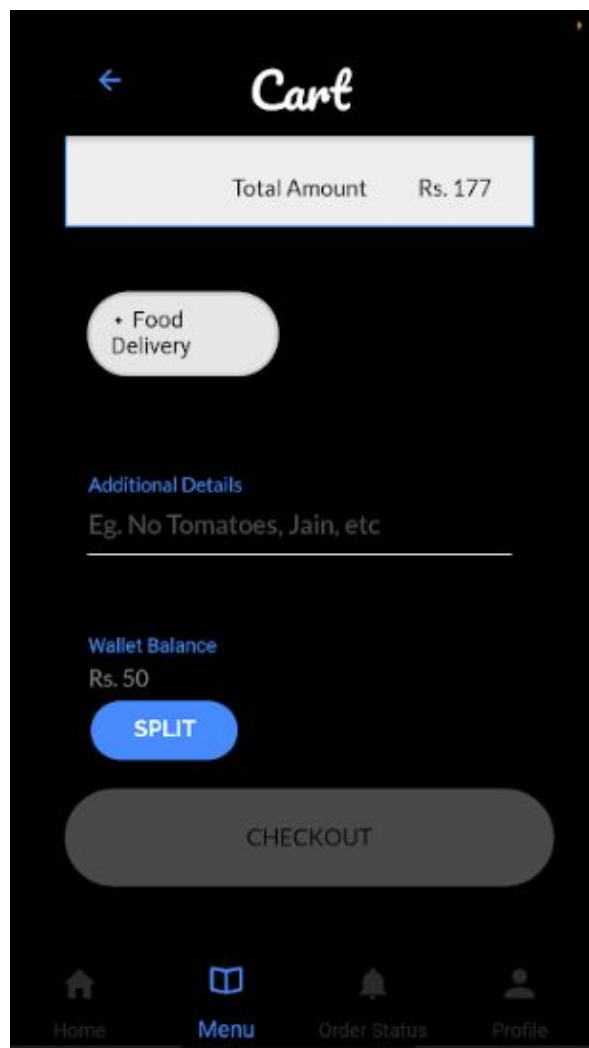 Cart
Total Amount Rs. 177
+ Food
Delivery
Additional Details
Eg. No Tomatoes, Jain, etc
Wallet Balance
Rs. 50
SPLIT
CHECKOUT
Home Menu Order Status Profile